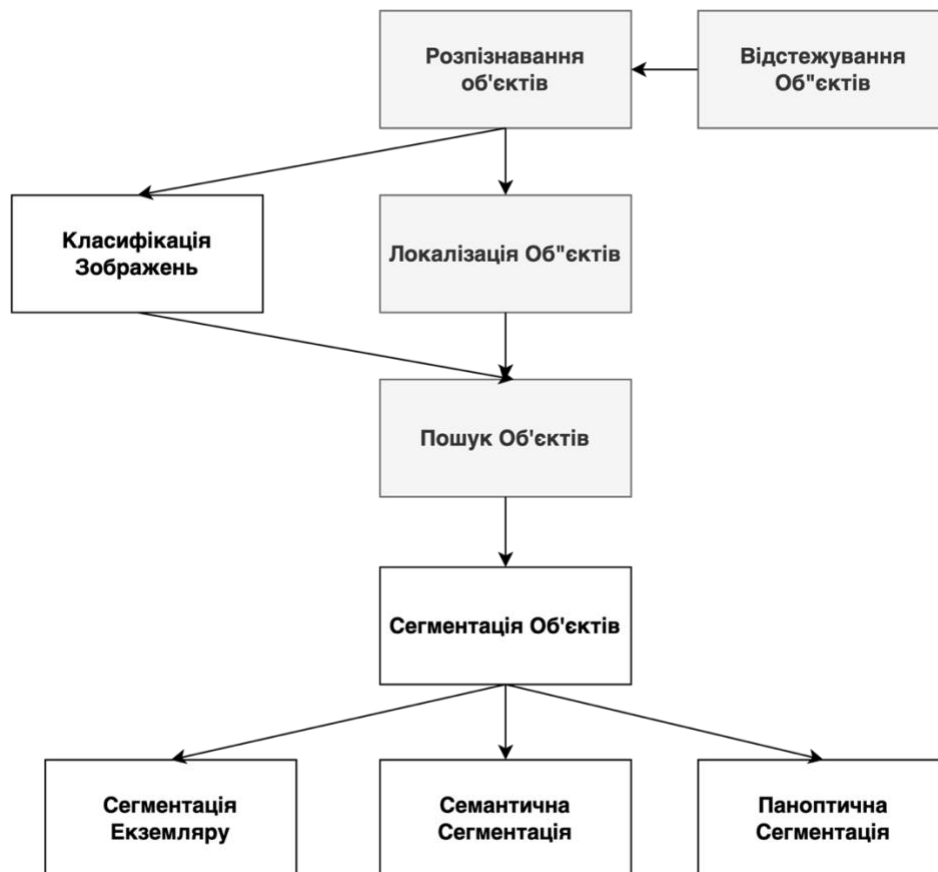 Розпізнавання
об'єктів
Відстежування
Об"єктів
Класифікація
Зображень
Локалізація Об"єктів
Пошук Об'єктів
Сегментація Об'єктів
Сегментація
Екземляру
Семантична
Сегментація
Паноптична
Сегментація